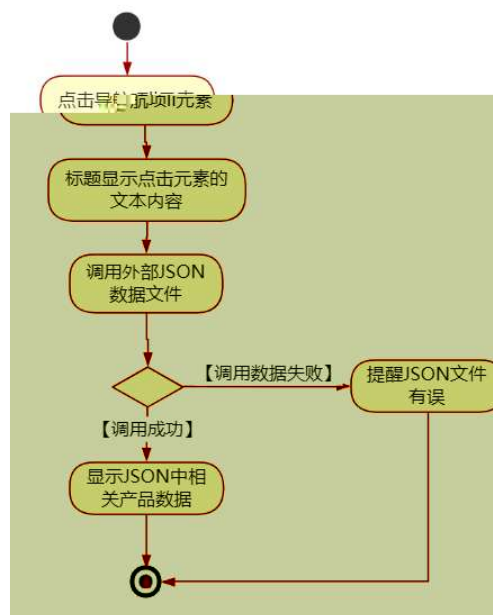 点击导航项li元素
标题显示点击元素的
文本内容
调用外部JSON
数据文件
【调用数据失败】
提醒JSON文件
有误
【调用成功】
显示JSON中相
关产品数据